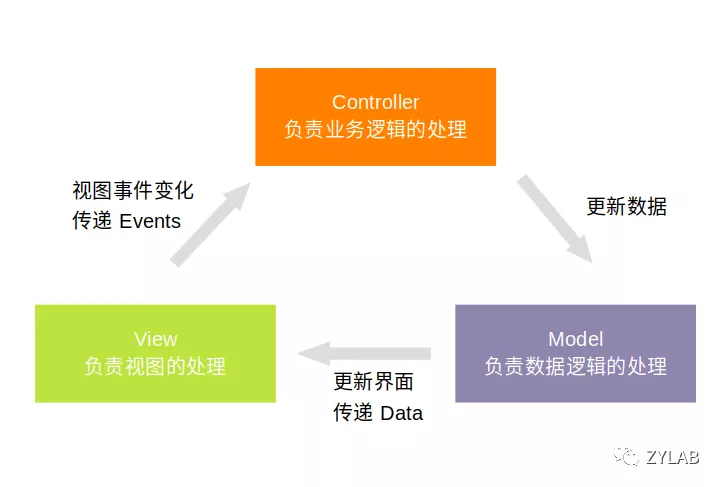 Controller
负责业务逻辑的处理
视图事件变化
传递 Events
更新数据
View
负责视图的处理
Model
负责数据逻辑的处理
更新界面
传递 Data
ZYLAB